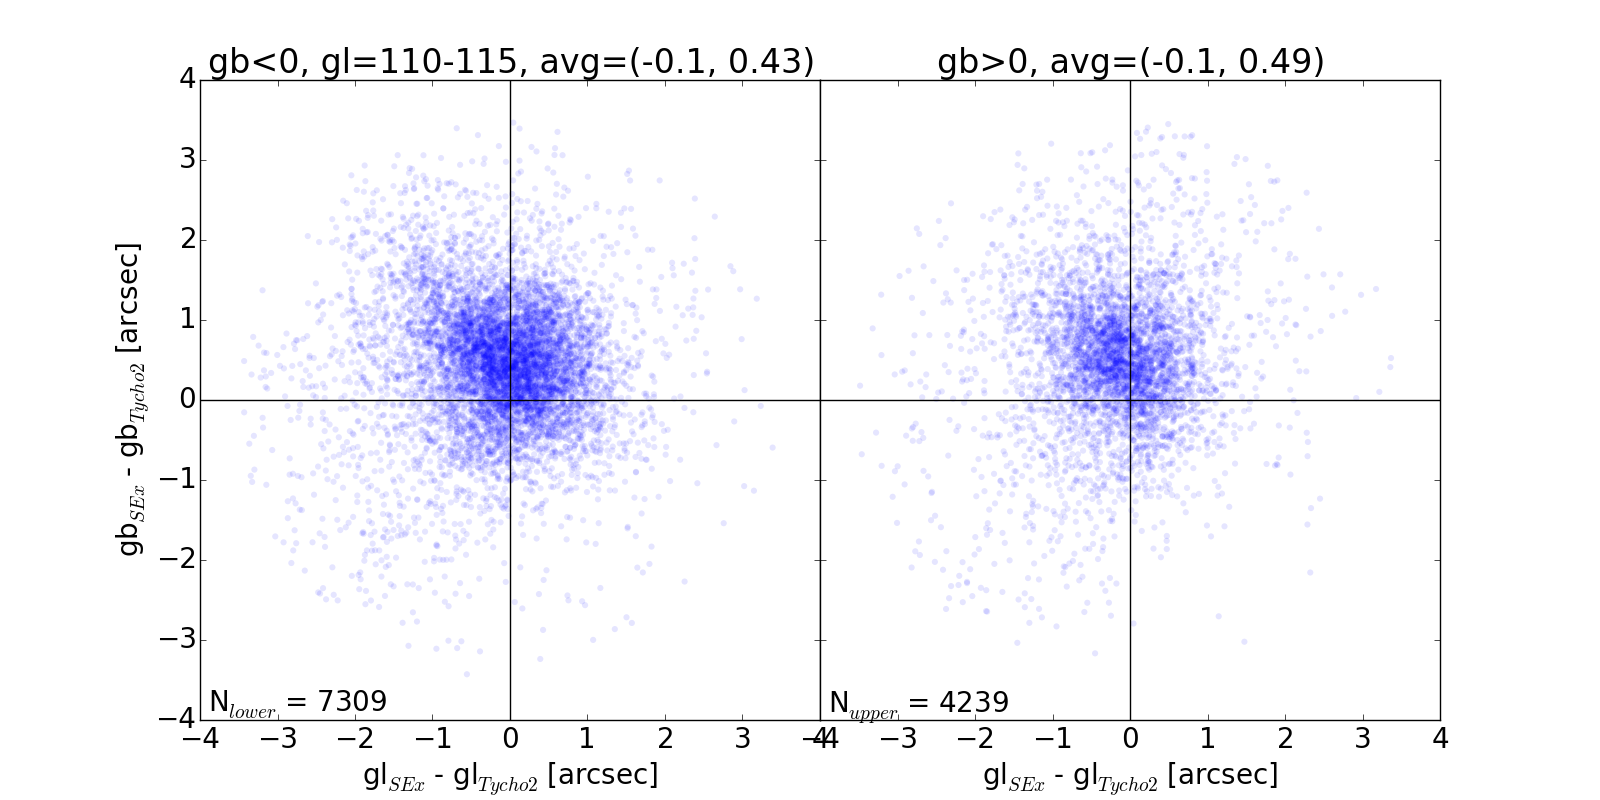 gb<0, gl=110-115, avg=(-0.1, 0.43)
gb>0, avg=(-0.1, 0.49)
4
3
2
1
0
−1
−2
−3
−4
gb_SEx - gb_Tycho2 [arcsec]
N_lower = 7309
N_upper = 4239
−4 −3 −2 −1 0 1 2 3 4
−4 −3 −2 −1 0 1 2 3 4
gl_SEx - gl_Tycho2 [arcsec]
gl_SEx - gl_Tycho2 [arcsec]